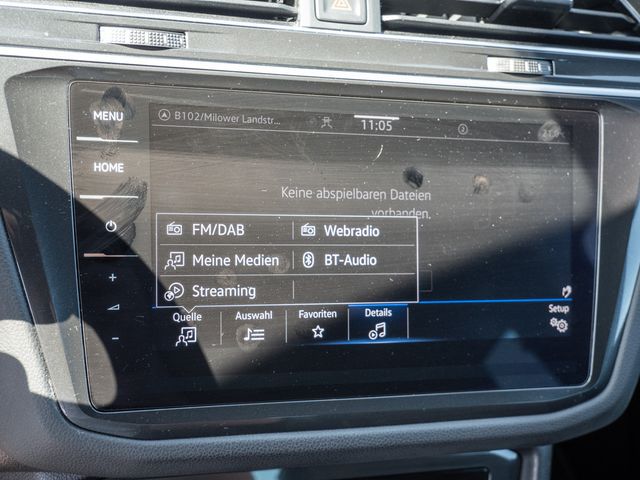 MENU
B102/Milower Landstr...
11:05
2
HOME
Keine abspielbaren Dateien
vorhanden.
FM/DAB
Webradio
Meine Medien
BT-Audio
Streaming
+
-
Quelle
Auswahl
Favoriten
Details
Setup